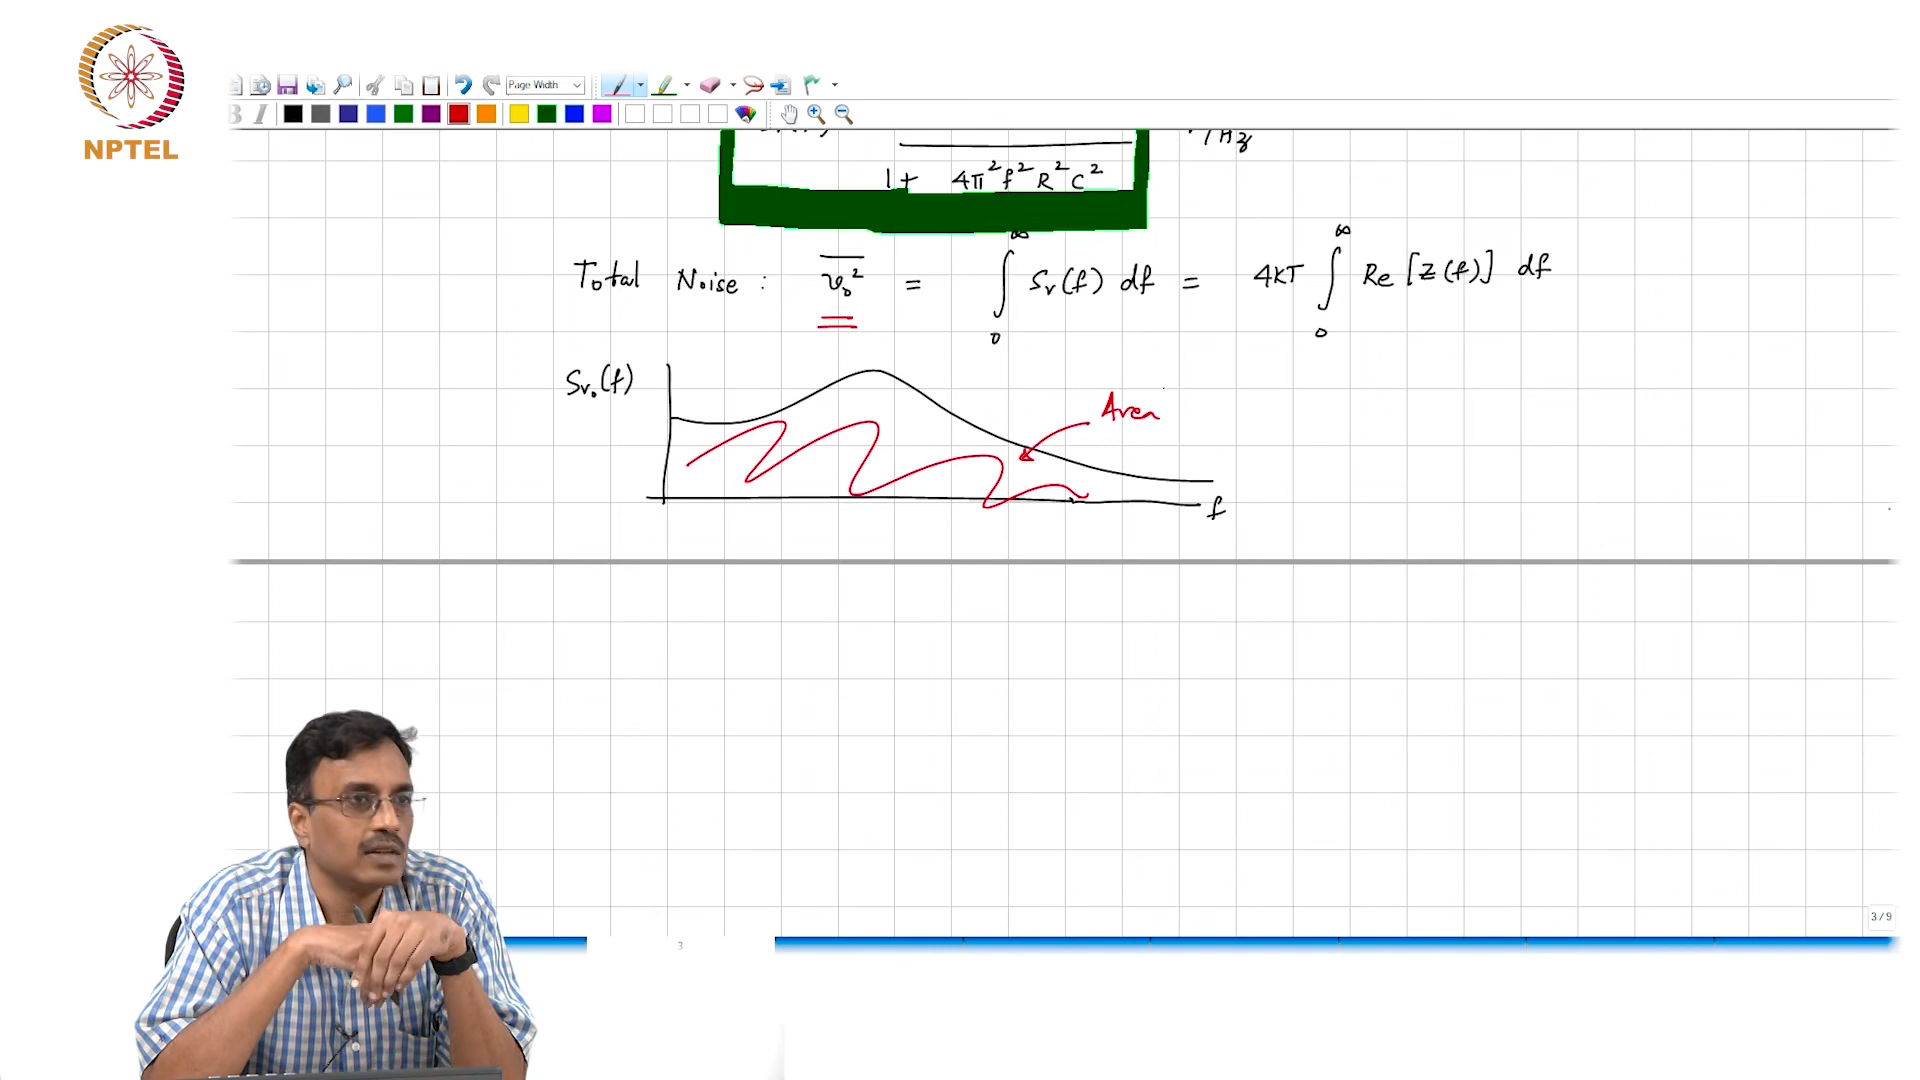 NPTEL
Page Width
B I
/Hz
1 + 4π²f²R²C²
Total Noise : v₀² = ∫₀^∞ Sv(f) df = 4kT ∫₀^∞ Re [Z(f)] df
Sv₀(f)
Area
f
3/9
3